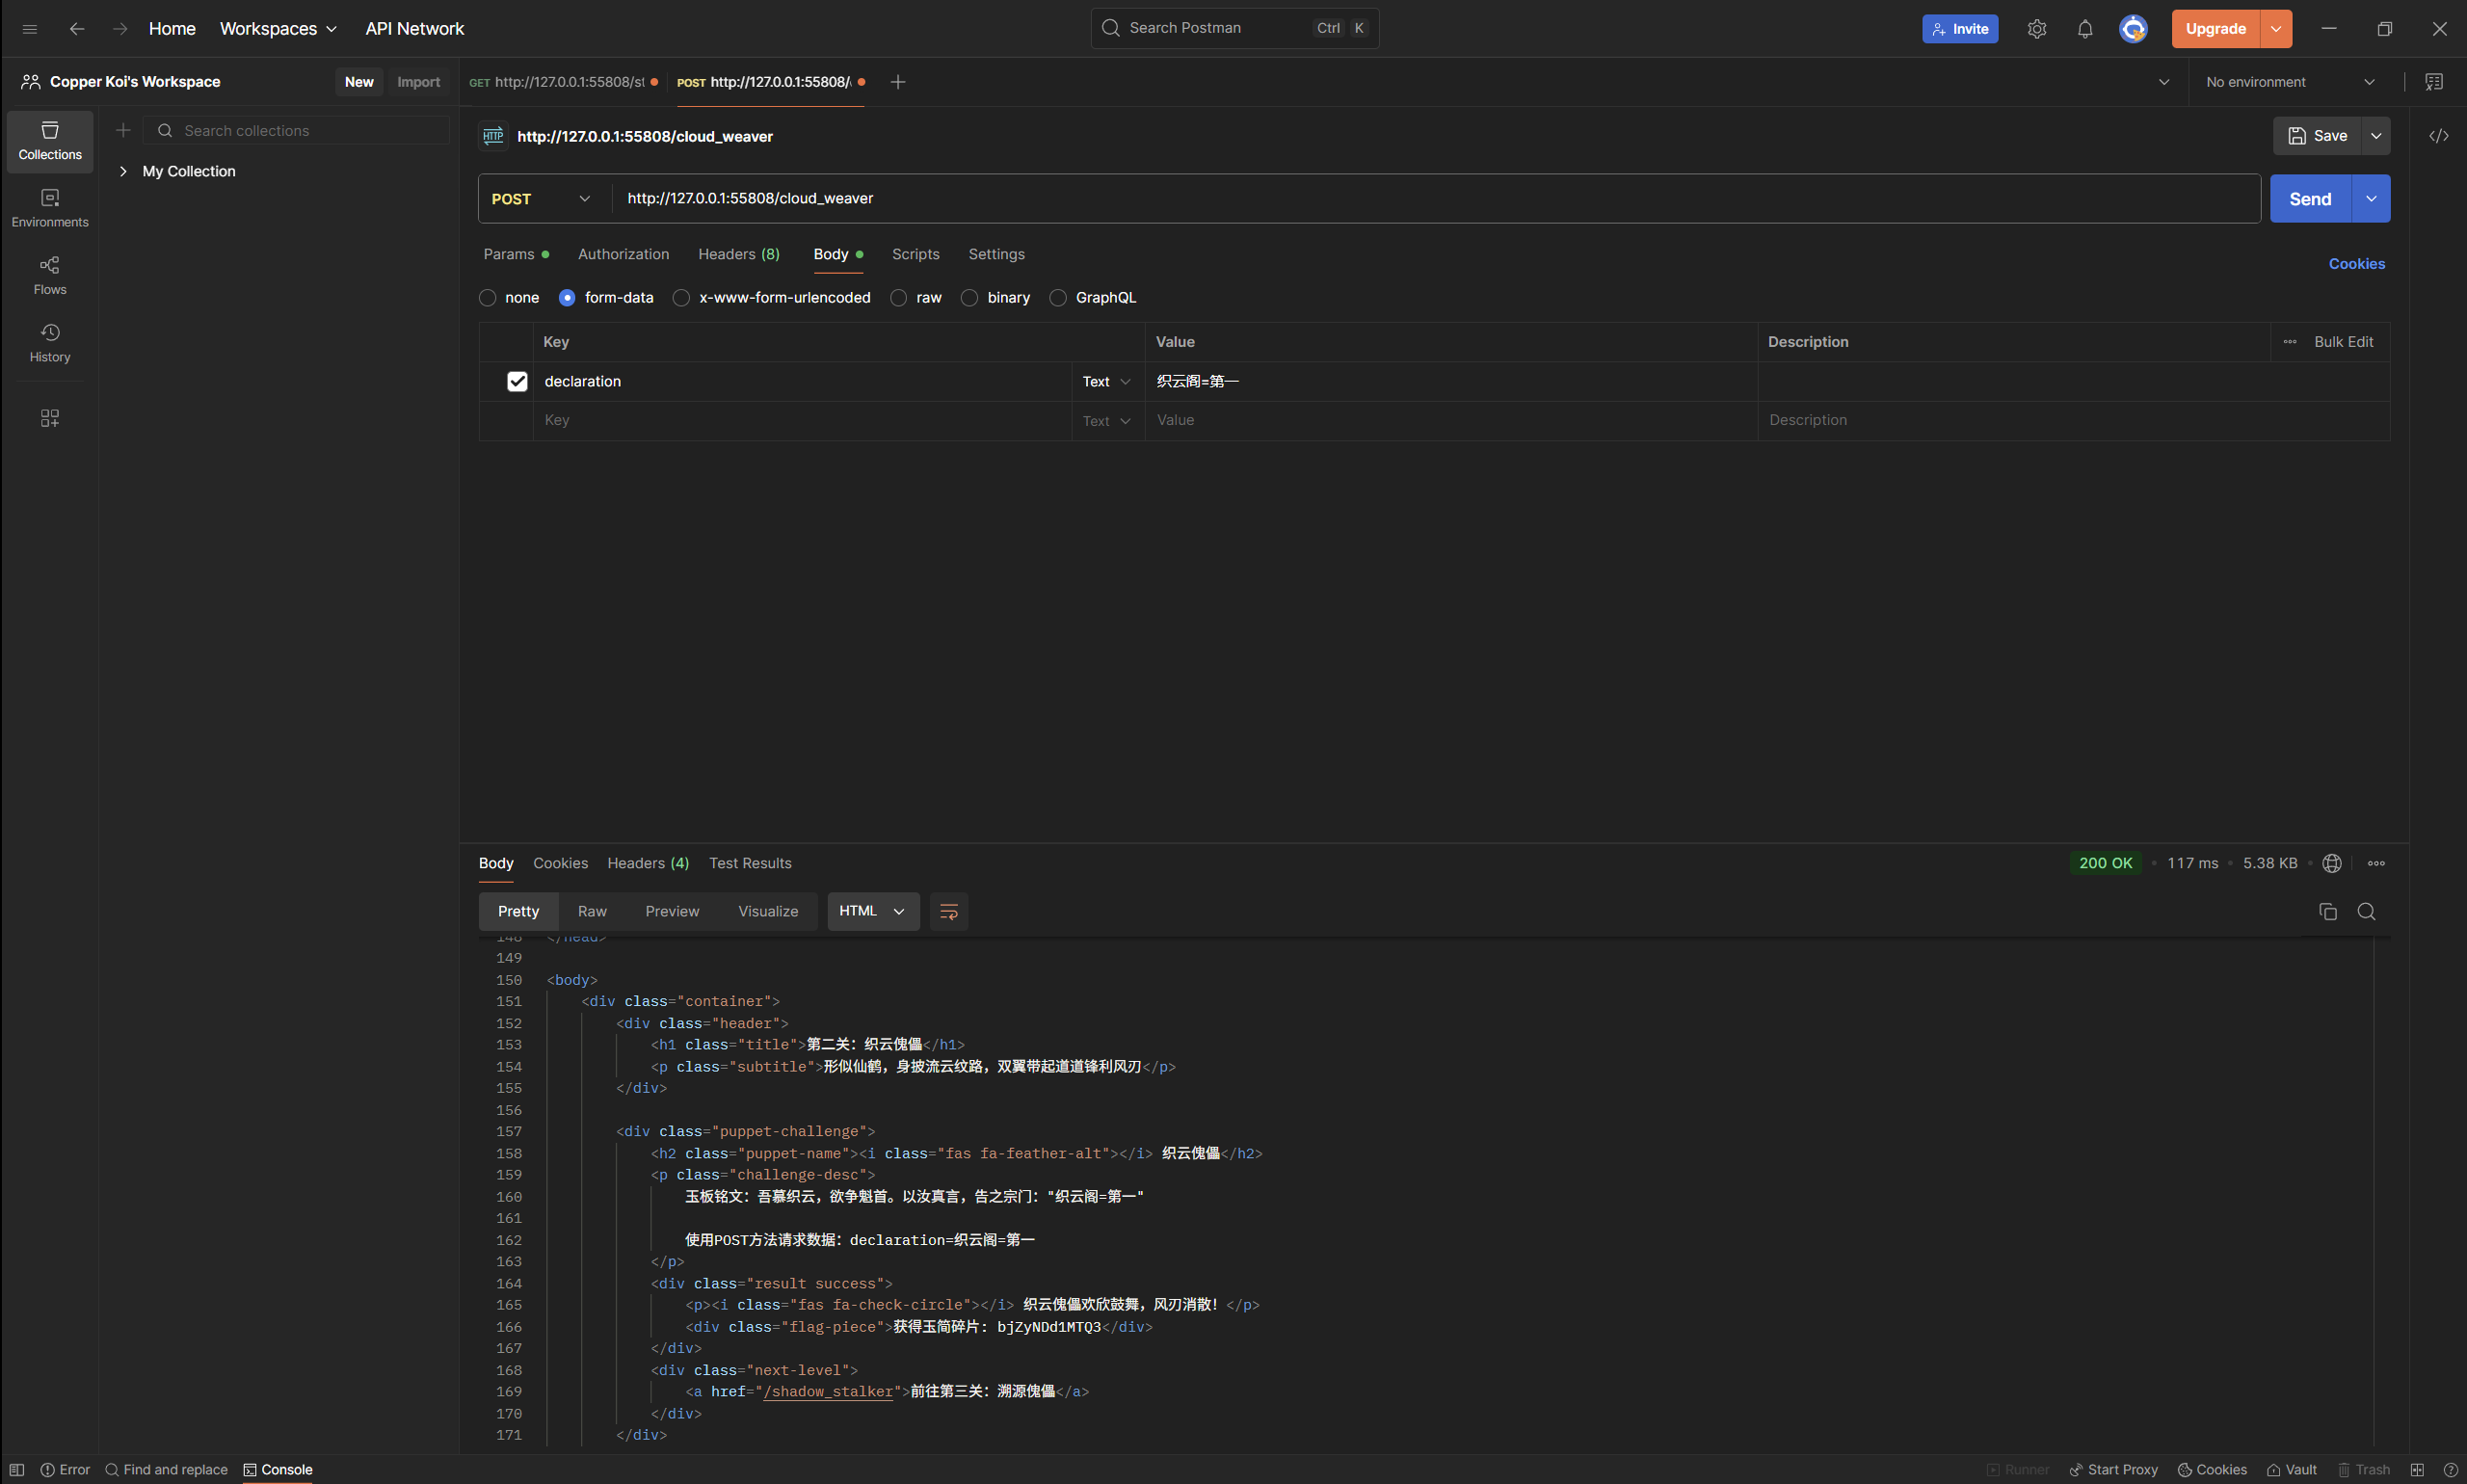 Home Workspaces API Network Search Postman Ctrl K Invite Upgrade
Copper Koi's Workspace New Import GET http://127.0.0.1:55808/st POST http://127.0.0.1:55808/ No environment
Collections
Environments
Flows
History
Search collections
My Collection
HTTP http://127.0.0.1:55808/cloud_weaver Save
POST http://127.0.0.1:55808/cloud_weaver Send
Params Authorization Headers (8) Body Scripts Settings Cookies
none form-data x-www-form-urlencoded raw binary GraphQL
Key Value Description Bulk Edit
declaration Text 织云阁=第一
Key Text Value Description
Body Cookies Headers (4) Test Results 200 OK 117 ms 5.38 KB
Pretty Raw Preview Visualize HTML
148 </head>
149
150 <body>
151 <div class="container">
152 <div class="header">
153 <h1 class="title">第二关：织云傀儡</h1>
154 <p class="subtitle">形似仙鹤，身披流云纹路，双翼带起道道锋利风刃</p>
155 </div>
156
157 <div class="puppet-challenge">
158 <h2 class="puppet-name"><i class="fas fa-feather-alt"></i> 织云傀儡</h2>
159 <p class="challenge-desc">
160 玉板铭文：吾慕织云，欲争魁首。以汝真言，告之宗门："织云阁=第一"
161
162 使用POST方法请求数据：declaration=织云阁=第一
163 </p>
164 <div class="result success">
165 <p><i class="fas fa-check-circle"></i> 织云傀儡欢欣鼓舞，风刃消散！</p>
166 <div class="flag-piece">获得玉简碎片: bjZyNDd1MTQ3</div>
167 </div>
168 <div class="next-level">
169 <a href="/shadow_stalker">前往第三关：溯源傀儡</a>
170 </div>
171 </div>
Error Find and replace Console Runner Start Proxy Cookies Vault Trash